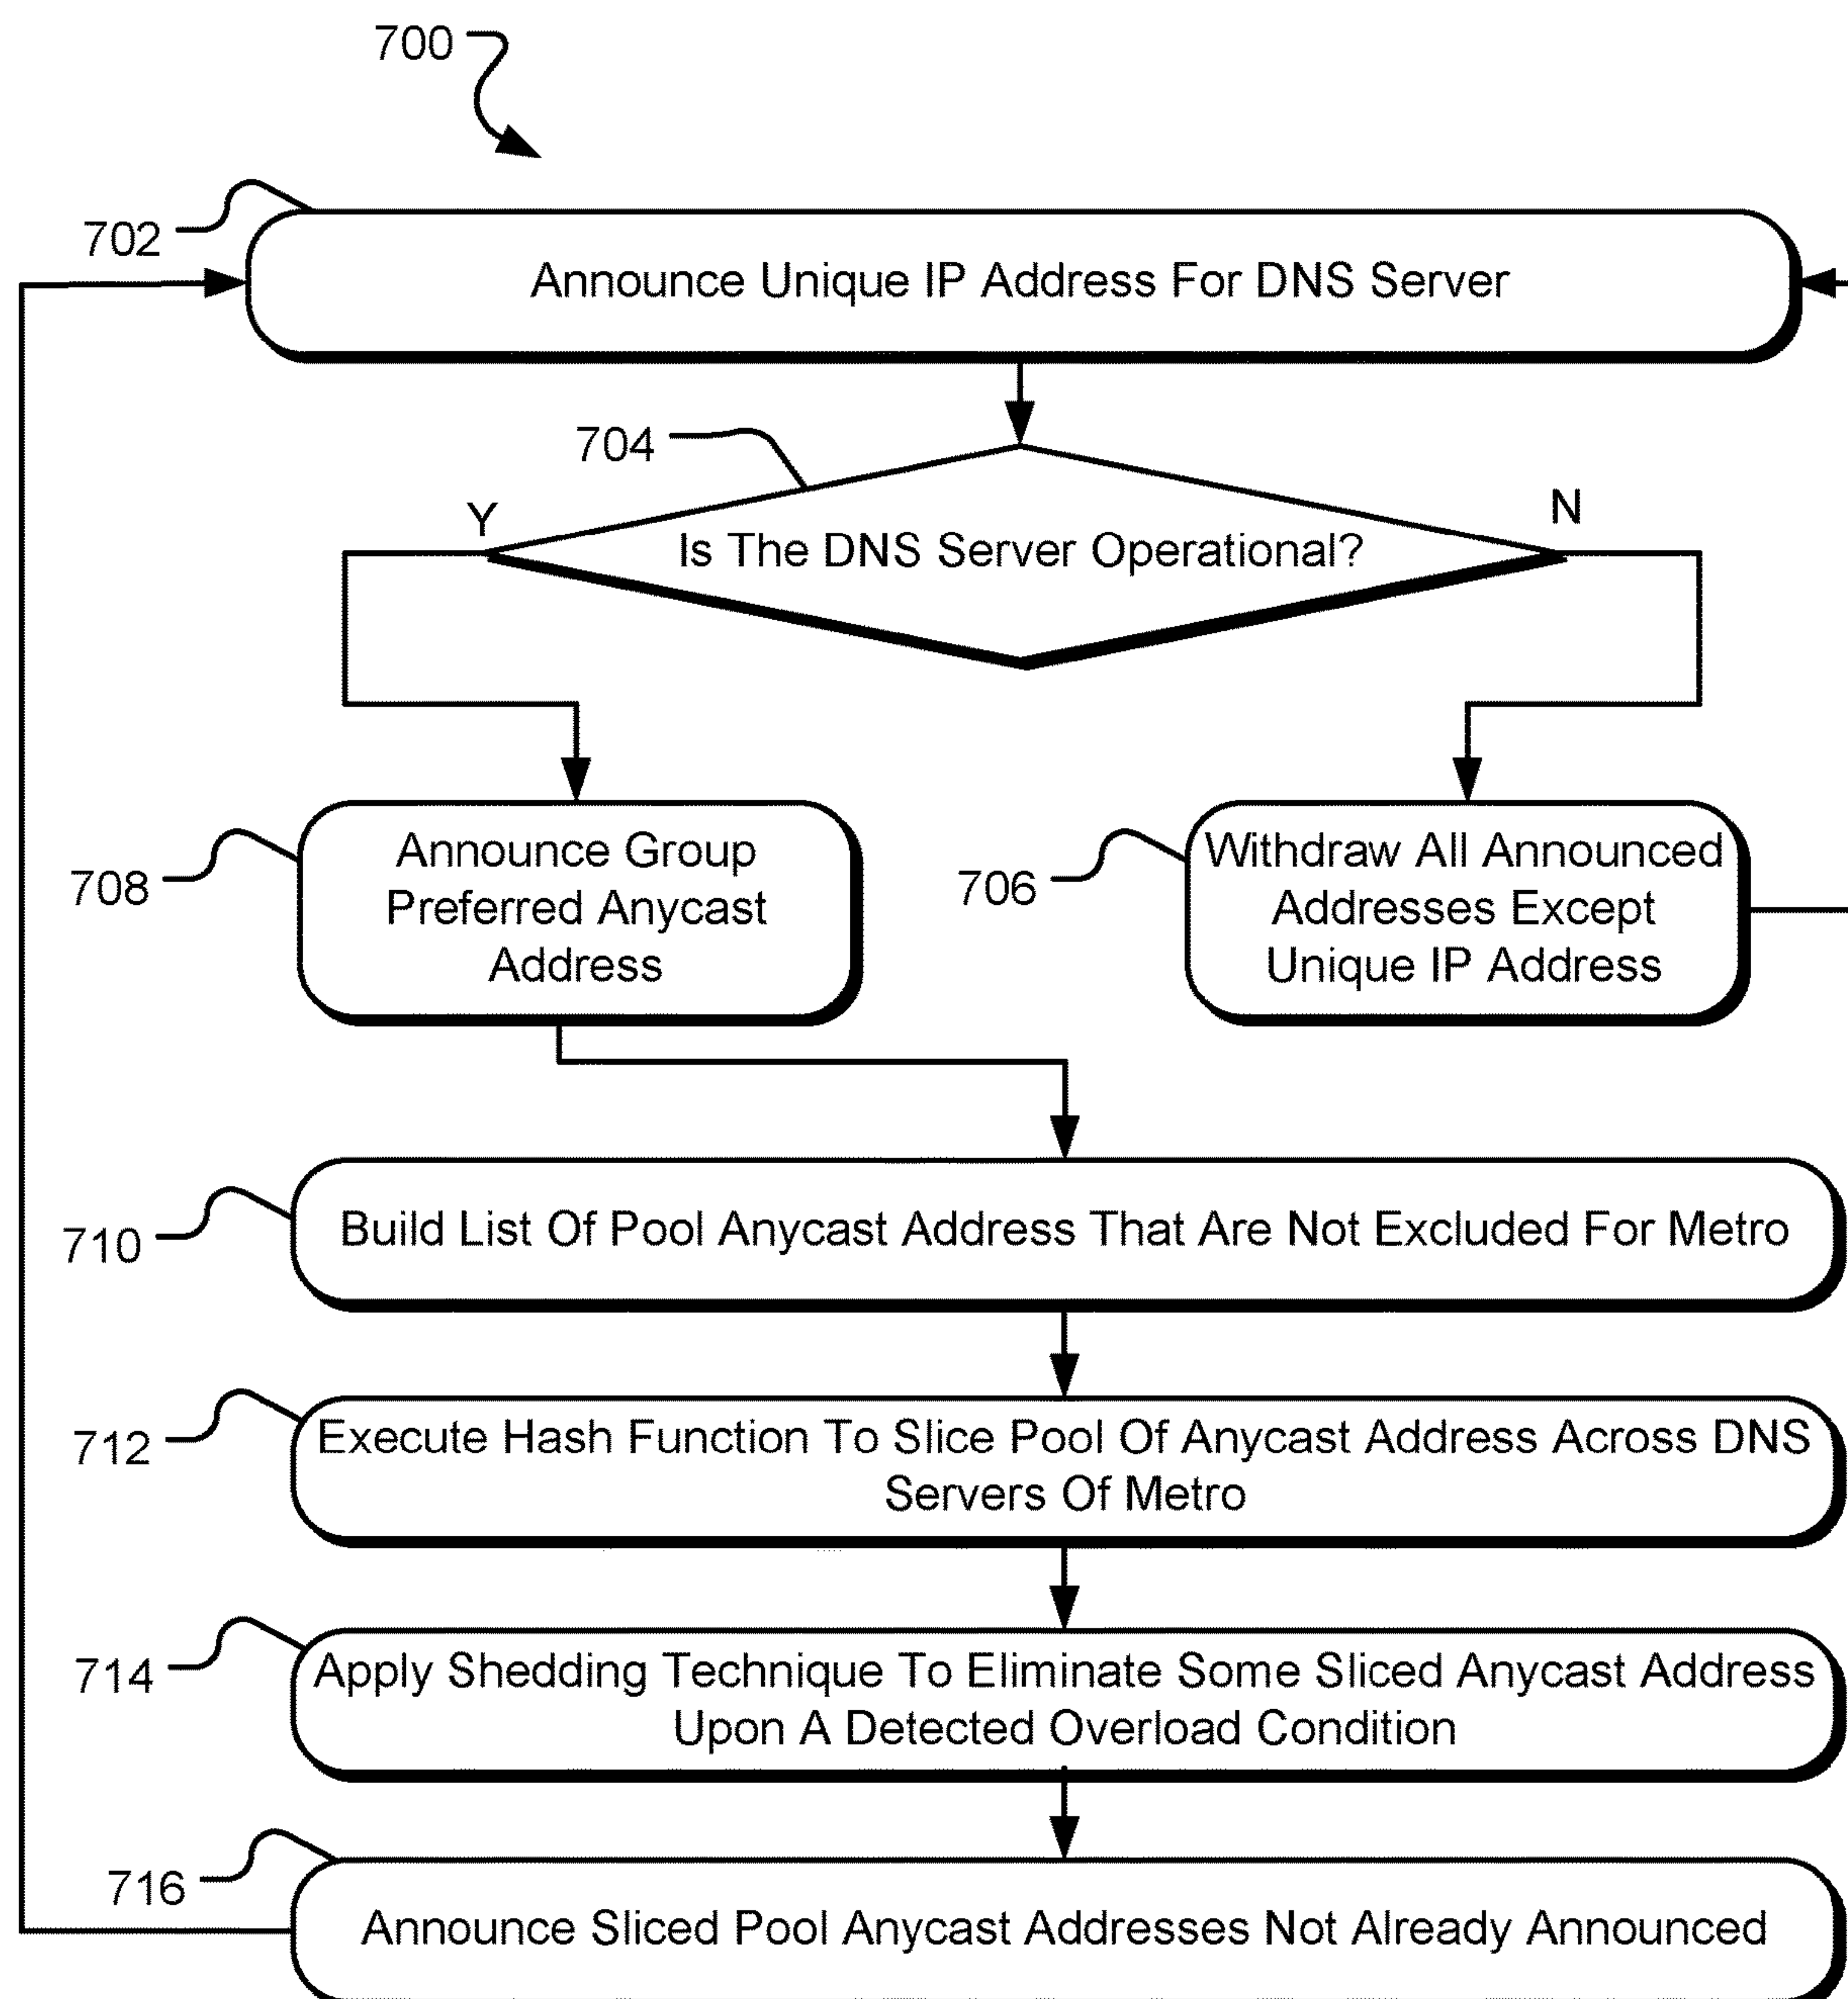 700
702
Announce Unique IP Address For DNS Server
704
Y
N
Is The DNS Server Operational?
708
Announce Group
Preferred Anycast
Address
706
Withdraw All Announced
Addresses Except
Unique IP Address
710
Build List Of Pool Anycast Address That Are Not Excluded For Metro
712
Execute Hash Function To Slice Pool Of Anycast Address Across DNS
Servers Of Metro
714
Apply Shedding Technique To Eliminate Some Sliced Anycast Address
Upon A Detected Overload Condition
716
Announce Sliced Pool Anycast Addresses Not Already Announced